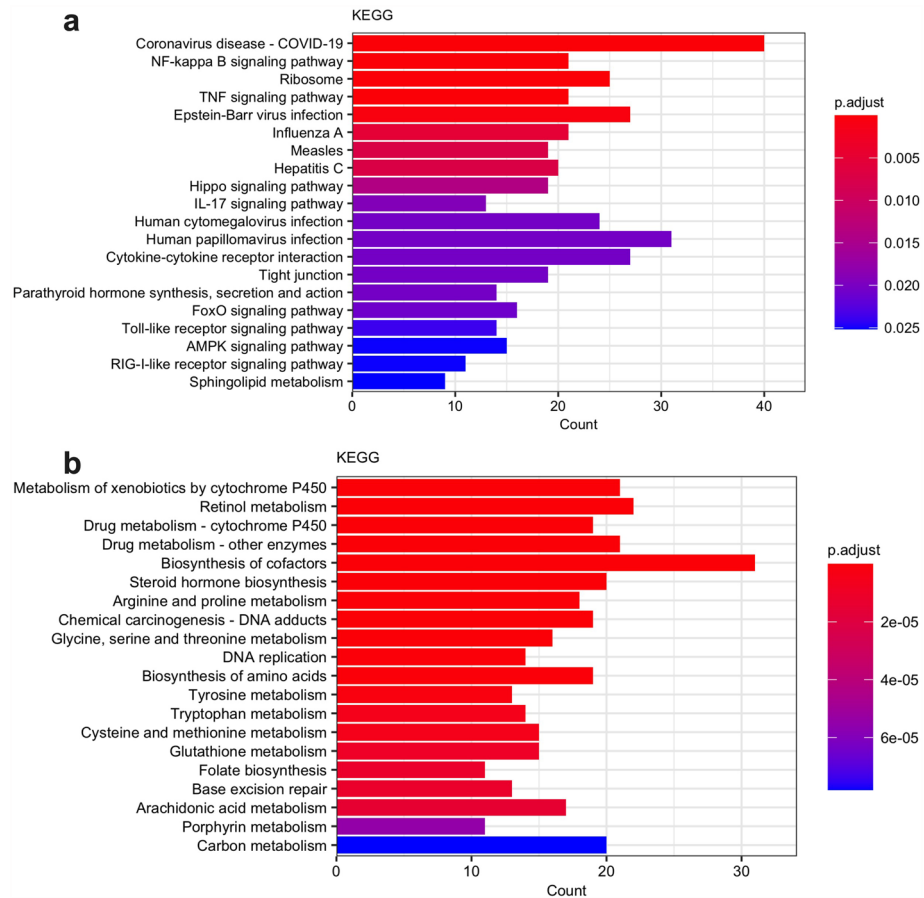 a
KEGG
Coronavirus disease - COVID-19
NF-kappa B signaling pathway
Ribosome
TNF signaling pathway
Epstein-Barr virus infection
Influenza A
Measles
Hepatitis C
Hippo signaling pathway
IL-17 signaling pathway
Human cytomegalovirus infection
Human papillomavirus infection
Cytokine-cytokine receptor interaction
Tight junction
Parathyroid hormone synthesis, secretion and action
FoxO signaling pathway
Toll-like receptor signaling pathway
AMPK signaling pathway
RIG-I-like receptor signaling pathway
Sphingolipid metabolism
0 10 20 30 40
Count
p.adjust
0.005
0.010
0.015
0.020
0.025
b
KEGG
Metabolism of xenobiotics by cytochrome P450
Retinol metabolism
Drug metabolism - cytochrome P450
Drug metabolism - other enzymes
Biosynthesis of cofactors
Steroid hormone biosynthesis
Arginine and proline metabolism
Chemical carcinogenesis - DNA adducts
Glycine, serine and threonine metabolism
DNA replication
Biosynthesis of amino acids
Tyrosine metabolism
Tryptophan metabolism
Cysteine and methionine metabolism
Glutathione metabolism
Folate biosynthesis
Base excision repair
Arachidonic acid metabolism
Porphyrin metabolism
Carbon metabolism
0 10 20 30
Count
p.adjust
2e-05
4e-05
6e-05